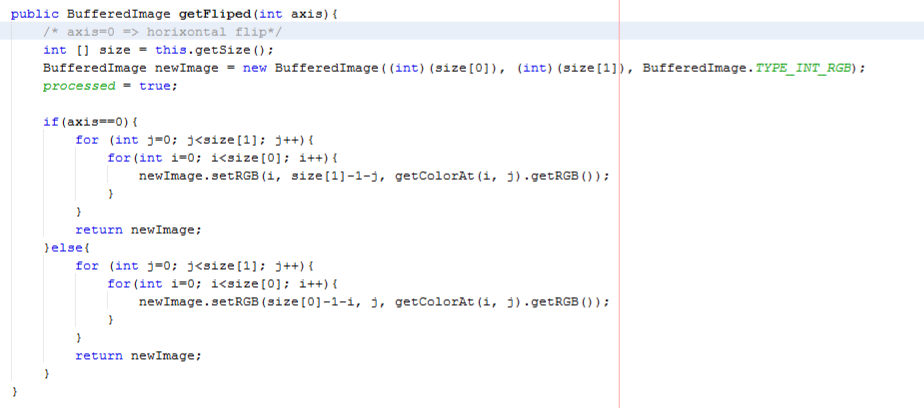 public BufferedImage getFliped(int axis){
/* axis=0 => horixontal flip*/
int [] size = this.getSize();
BufferedImage newImage = new BufferedImage((int)(size[0]), (int)(size[1]), BufferedImage.TYPE_INT_RGB);
processed = true;
if(axis==0){
for (int j=0; j<size[1]; j++){
for(int i=0; i<size[0]; i++){
newImage.setRGB(i, size[1]-1-j, getColorAt(i, j).getRGB());
}
}
return newImage;
}else{
for (int j=0; j<size[1]; j++){
for(int i=0; i<size[0]; i++){
newImage.setRGB(size[0]-1-i, j, getColorAt(i, j).getRGB());
}
}
return newImage;
}
}